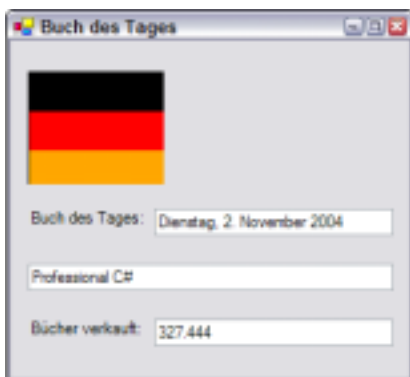 Buch des Tages
Buch des Tages: Dienstag, 2. November 2004
Professional C#
Bücher verkauft: 327.444